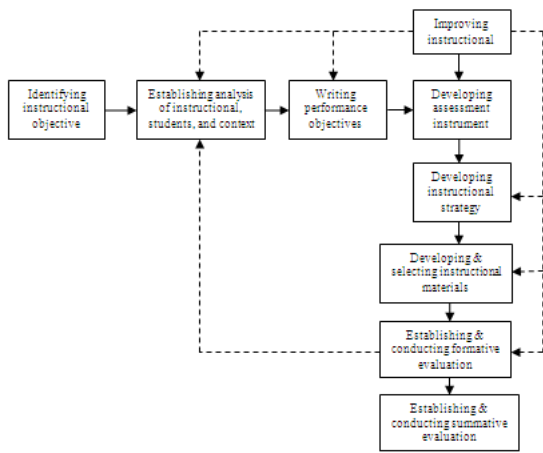 Improving
instructional
Identifying
instructional
objective
Establishing analysis
of instructional,
students, and context
Writing
performance
objectives
Developing
assessment
instrument
Developing
instructional
strategy
Developing &
selecting instructional
materials
Establishing &
conducting formative
evaluation
Establishing &
conducting summative
evaluation